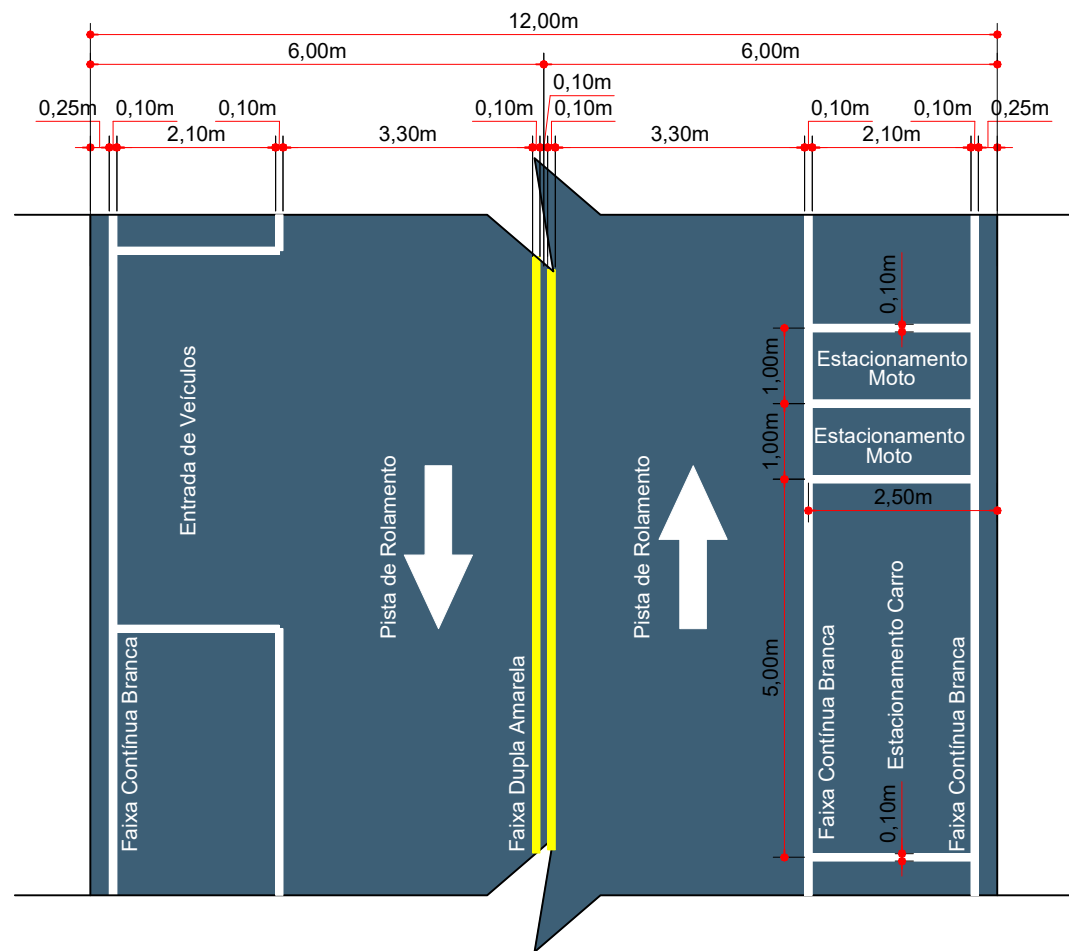 12,00m
6,00m
6,00m
0,10m
0,25m
0,10m
0,10m
0,10m
0,10m
0,10m
0,10m
0,25m
2,10m
3,30m
3,30m
2,10m
0,10m
Estacionamento
Moto
1,00m
Estacionamento
Moto
1,00m
2,50m
Entrada de Veículos
Pista de Rolamento
Pista de Rolamento
5,00m
Faixa Contínua Branca
Faixa Dupla Amarela
Faixa Contínua Branca
Estacionamento Carro
Faixa Contínua Branca
0,10m